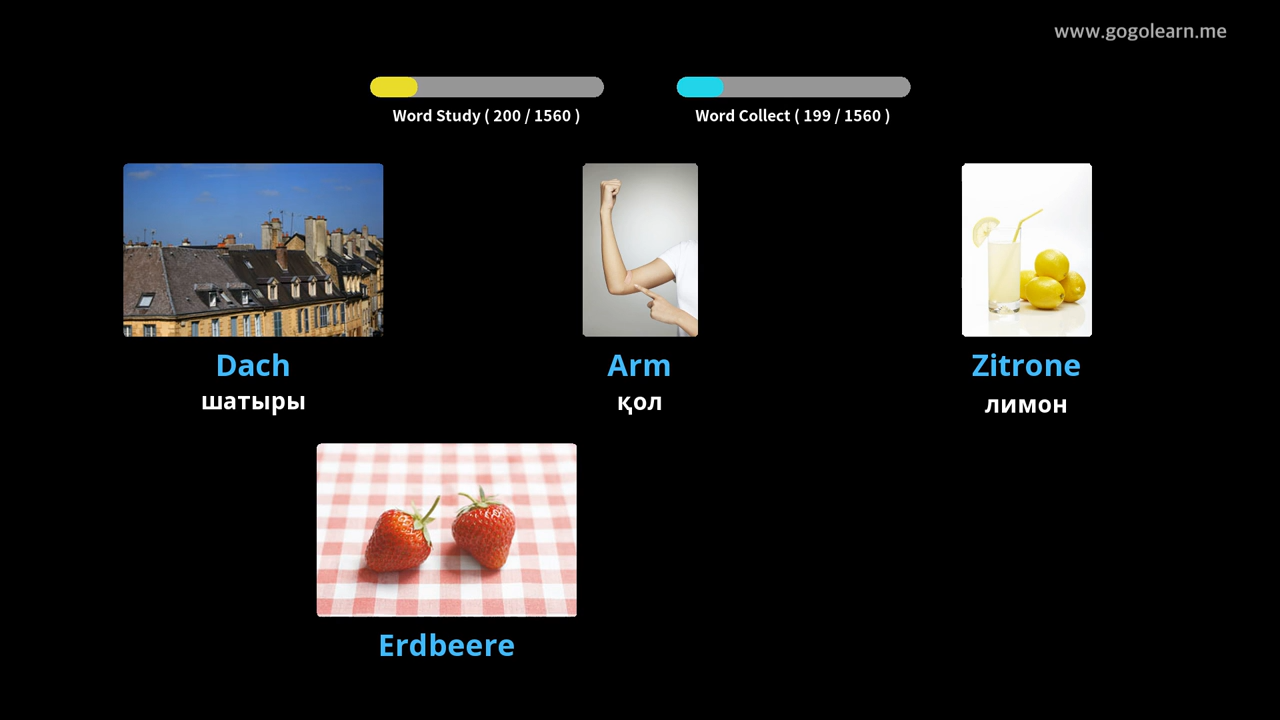 www.gogolearn.me
Word Study ( 200 / 1560 )
Word Collect ( 199 / 1560 )
Dach
шатыры
Arm
қол
Zitrone
лимон
Erdbeere